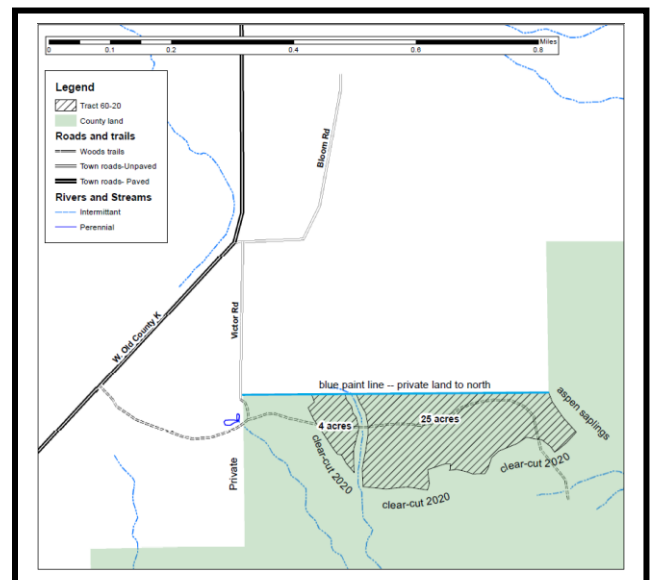 Miles
0 0.1 0.2 0.4 0.6 0.8
Legend
Tract 60-20
County land
Roads and trails
Woods trails
Town roads-Unpaved
Town roads- Paved
Rivers and Streams
Intermittant
Perennial
Bloom Rd
Victor Rd
W. Old County K
blue paint line -- private land to north
aspen saplings
4 acres
25 acres
clear-cut 2020
clear-cut 2020
clear-cut 2020
Private